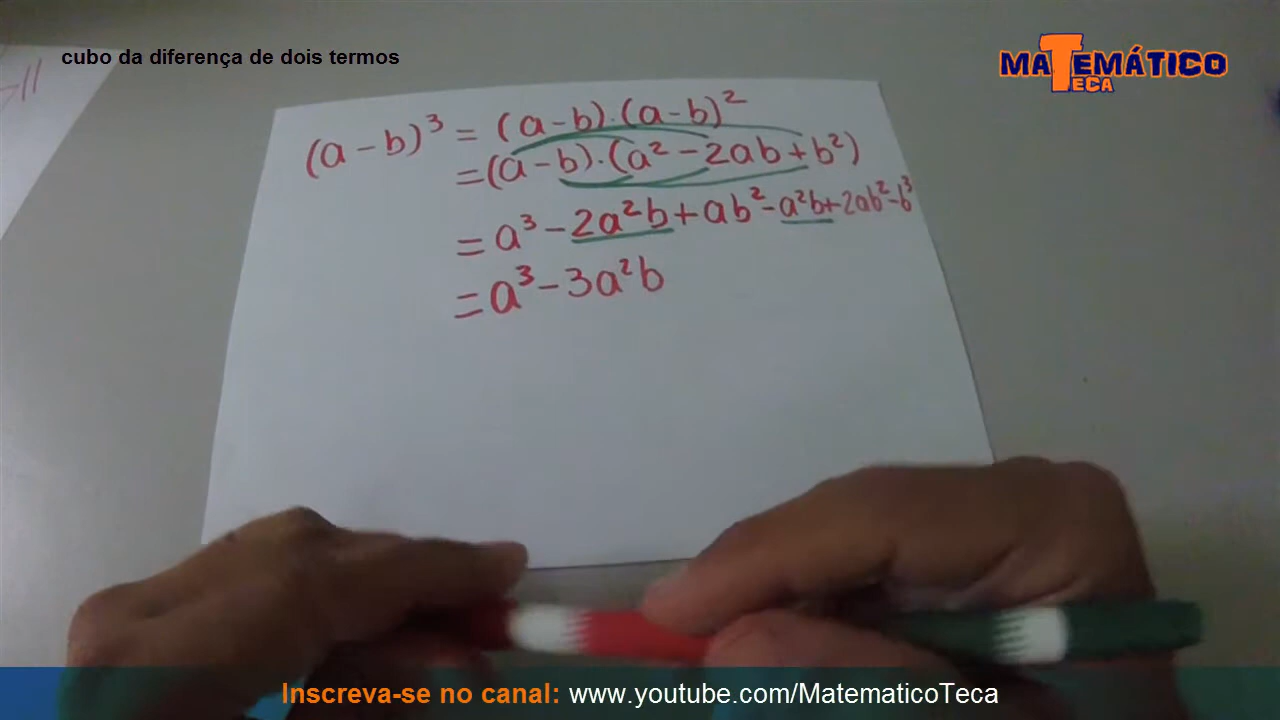 cubo da diferença de dois termos
MATEMÁTICO
TECA
(a - b)³ = (a - b).(a - b)²
= (a - b).(a² - 2ab + b²)
= a³ - 2a²b + ab² - a²b + 2ab² - b³
= a³ - 3a²b
Inscreva-se no canal: www.youtube.com/MatematicoTeca